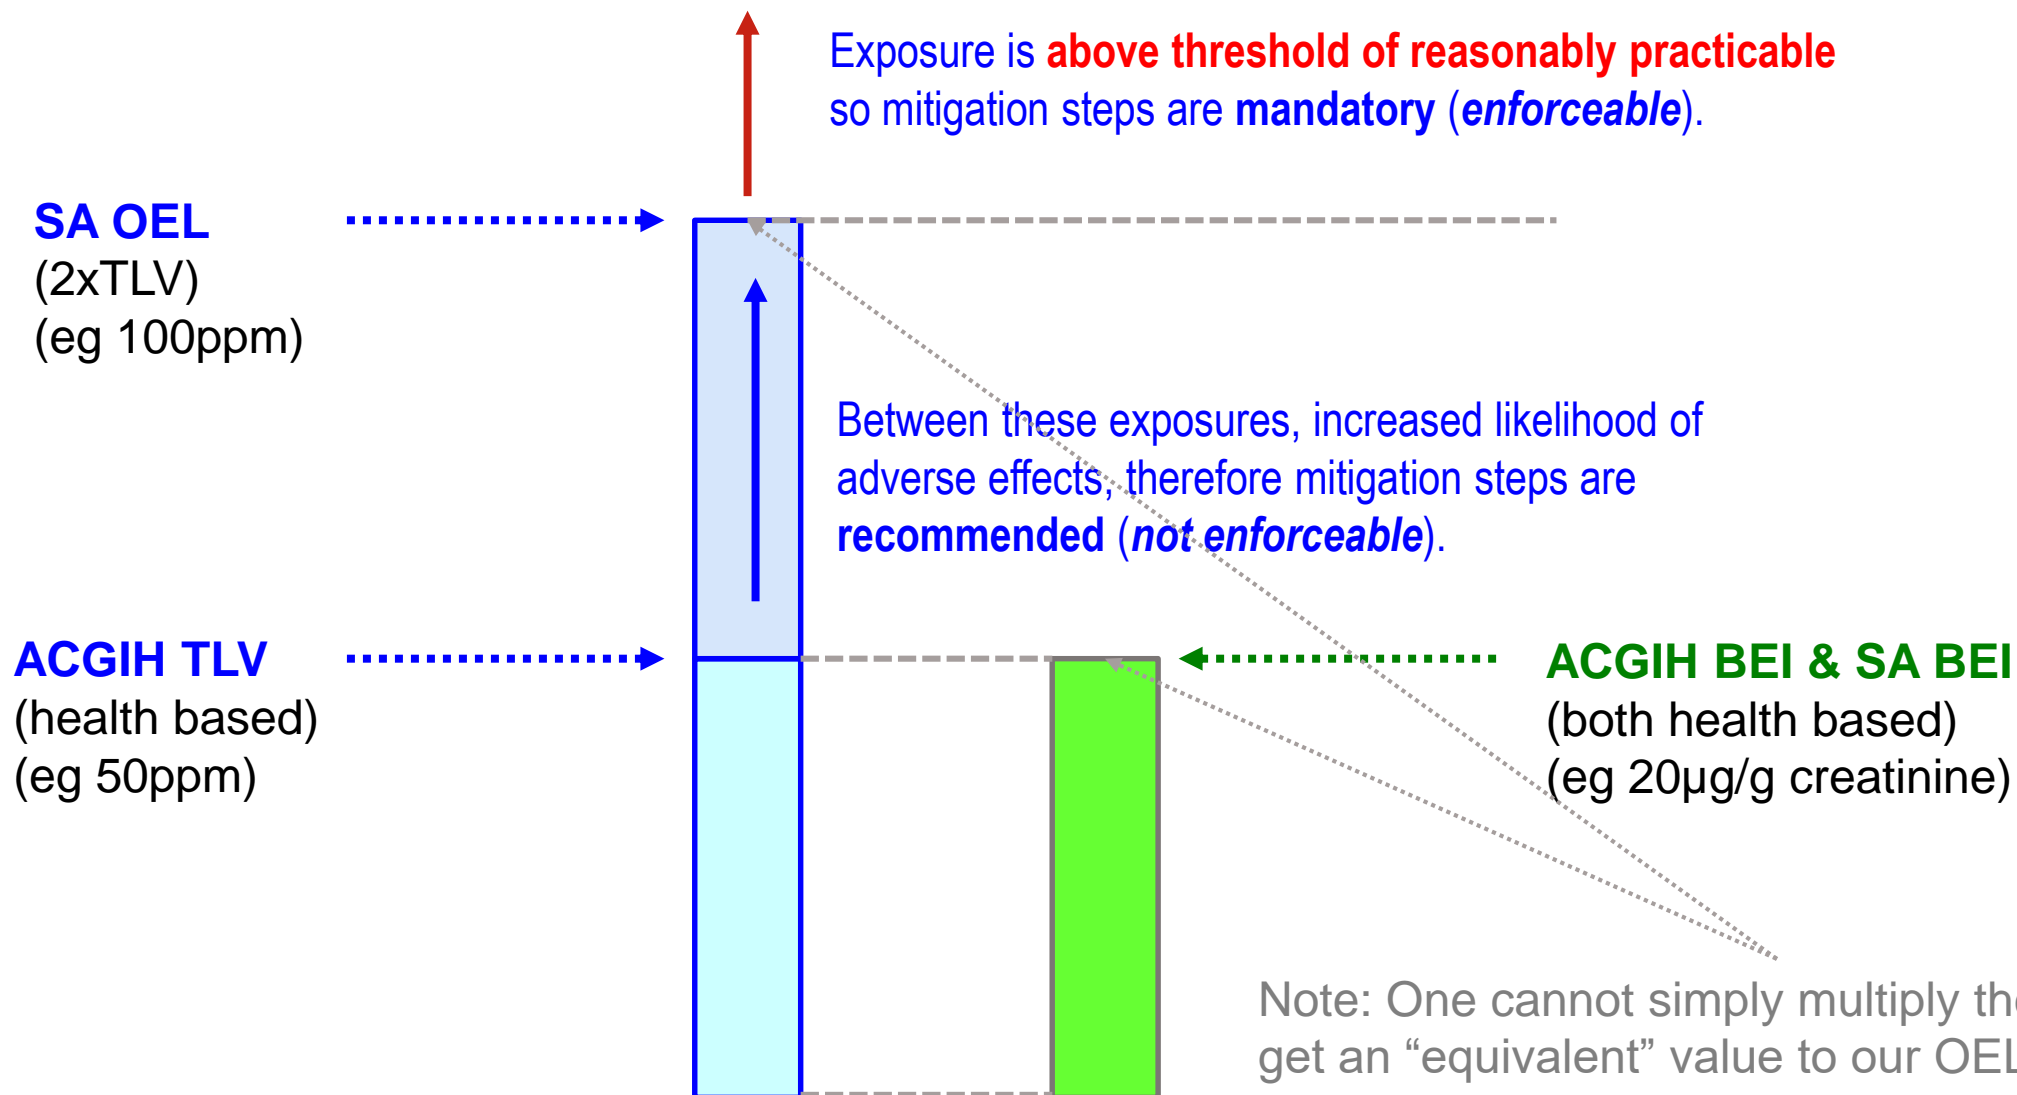 Exposure is above threshold of reasonably practicable
so mitigation steps are mandatory (enforceable).
SA OEL
(2xTLV)
(eg 100ppm)
Between these exposures, increased likelihood of
adverse effects, therefore mitigation steps are
recommended (not enforceable).
ACGIH TLV
(health based)
(eg 50ppm)
ACGIH BEI & SA BEI
(both health based)
(eg 20µg/g creatinine)
Note: One cannot simply multiply the
get an “equivalent” value to our OEL